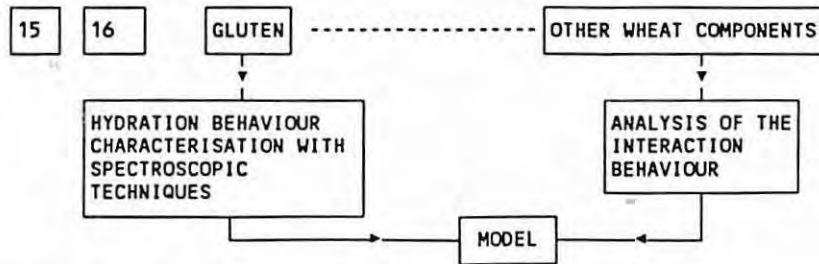 15 16 GLUTEN OTHER WHEAT COMPONENTS
HYDRATION BEHAVIOUR
CHARACTERISATION WITH
SPECTROSCOPIC
TECHNIQUES
ANALYSIS OF THE
INTERACTION
BEHAVIOUR
MODEL